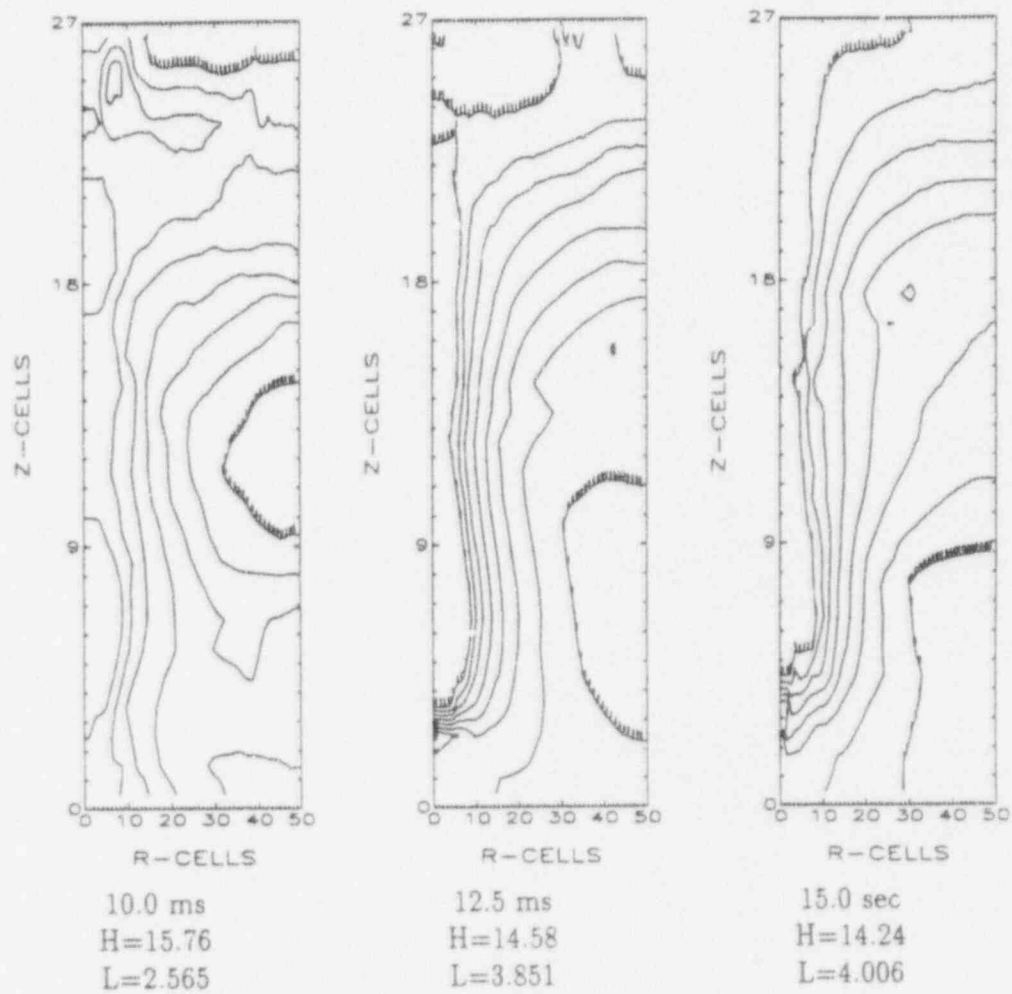 27
18
9
0
Z-CELLS
0 10 20 30 40 50
R-CELLS
10.0 ms
H=15.76
L=2.565
27
18
9
0
Z-CELLS
0 10 20 30 40 50
R-CELLS
12.5 ms
H=14.58
L=3.851
27
18
9
0
Z-CELLS
0 10 20 30 40 50
R-CELLS
15.0 sec
H=14.24
L=4.006